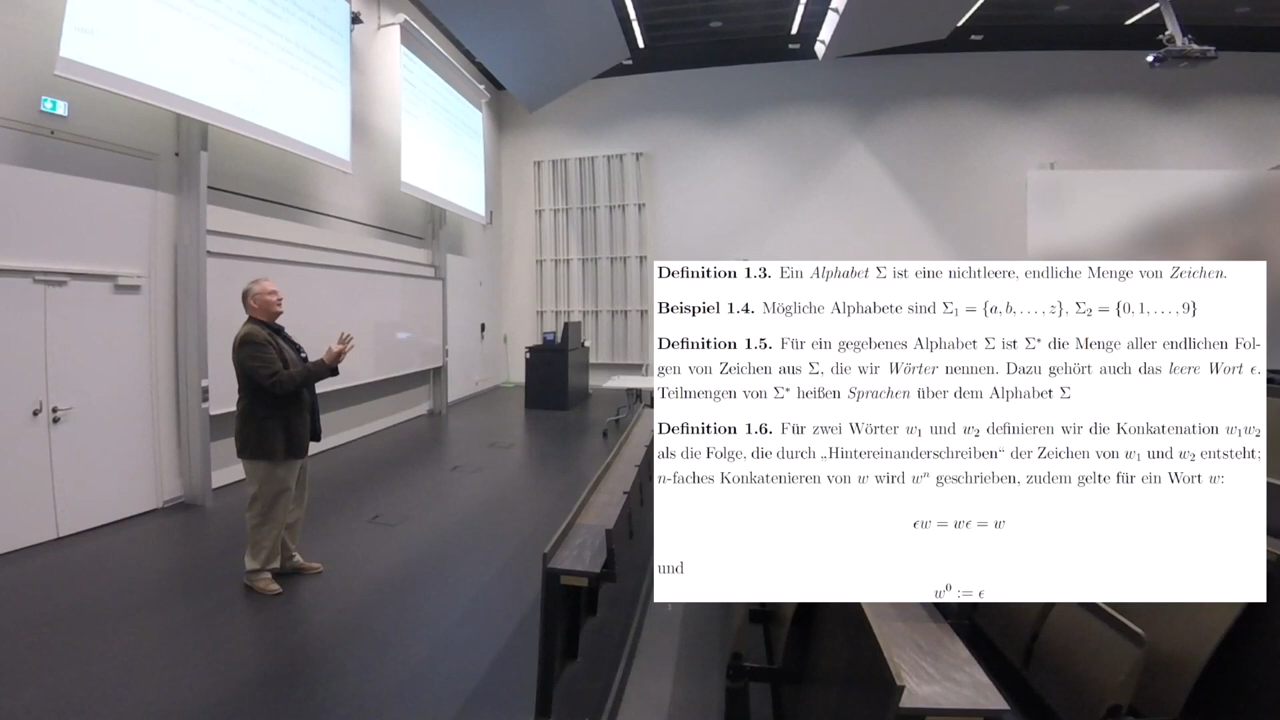 Definition 1.3. Ein Alphabet Σ ist eine nichtleere, endliche Menge von Zeichen.
Beispiel 1.4. Mögliche Alphabete sind Σ₁ = {a, b, . . . , z}, Σ₂ = {0, 1, . . . , 9}
Definition 1.5. Für ein gegebenes Alphabet Σ ist Σ* die Menge aller endlichen Fol-
gen von Zeichen aus Σ, die wir Wörter nennen. Dazu gehört auch das leere Wort ϵ.
Teilmengen von Σ* heißen Sprachen über dem Alphabet Σ
Definition 1.6. Für zwei Wörter w₁ und w₂ definieren wir die Konkatenation w₁w₂
als die Folge, die durch „Hintereinanderschreiben“ der Zeichen von w₁ und w₂ entsteht;
n-faches Konkatenieren von w wird wⁿ geschrieben, zudem gelte für ein Wort w:
ϵw = wϵ = w
und
w⁰ := ϵ